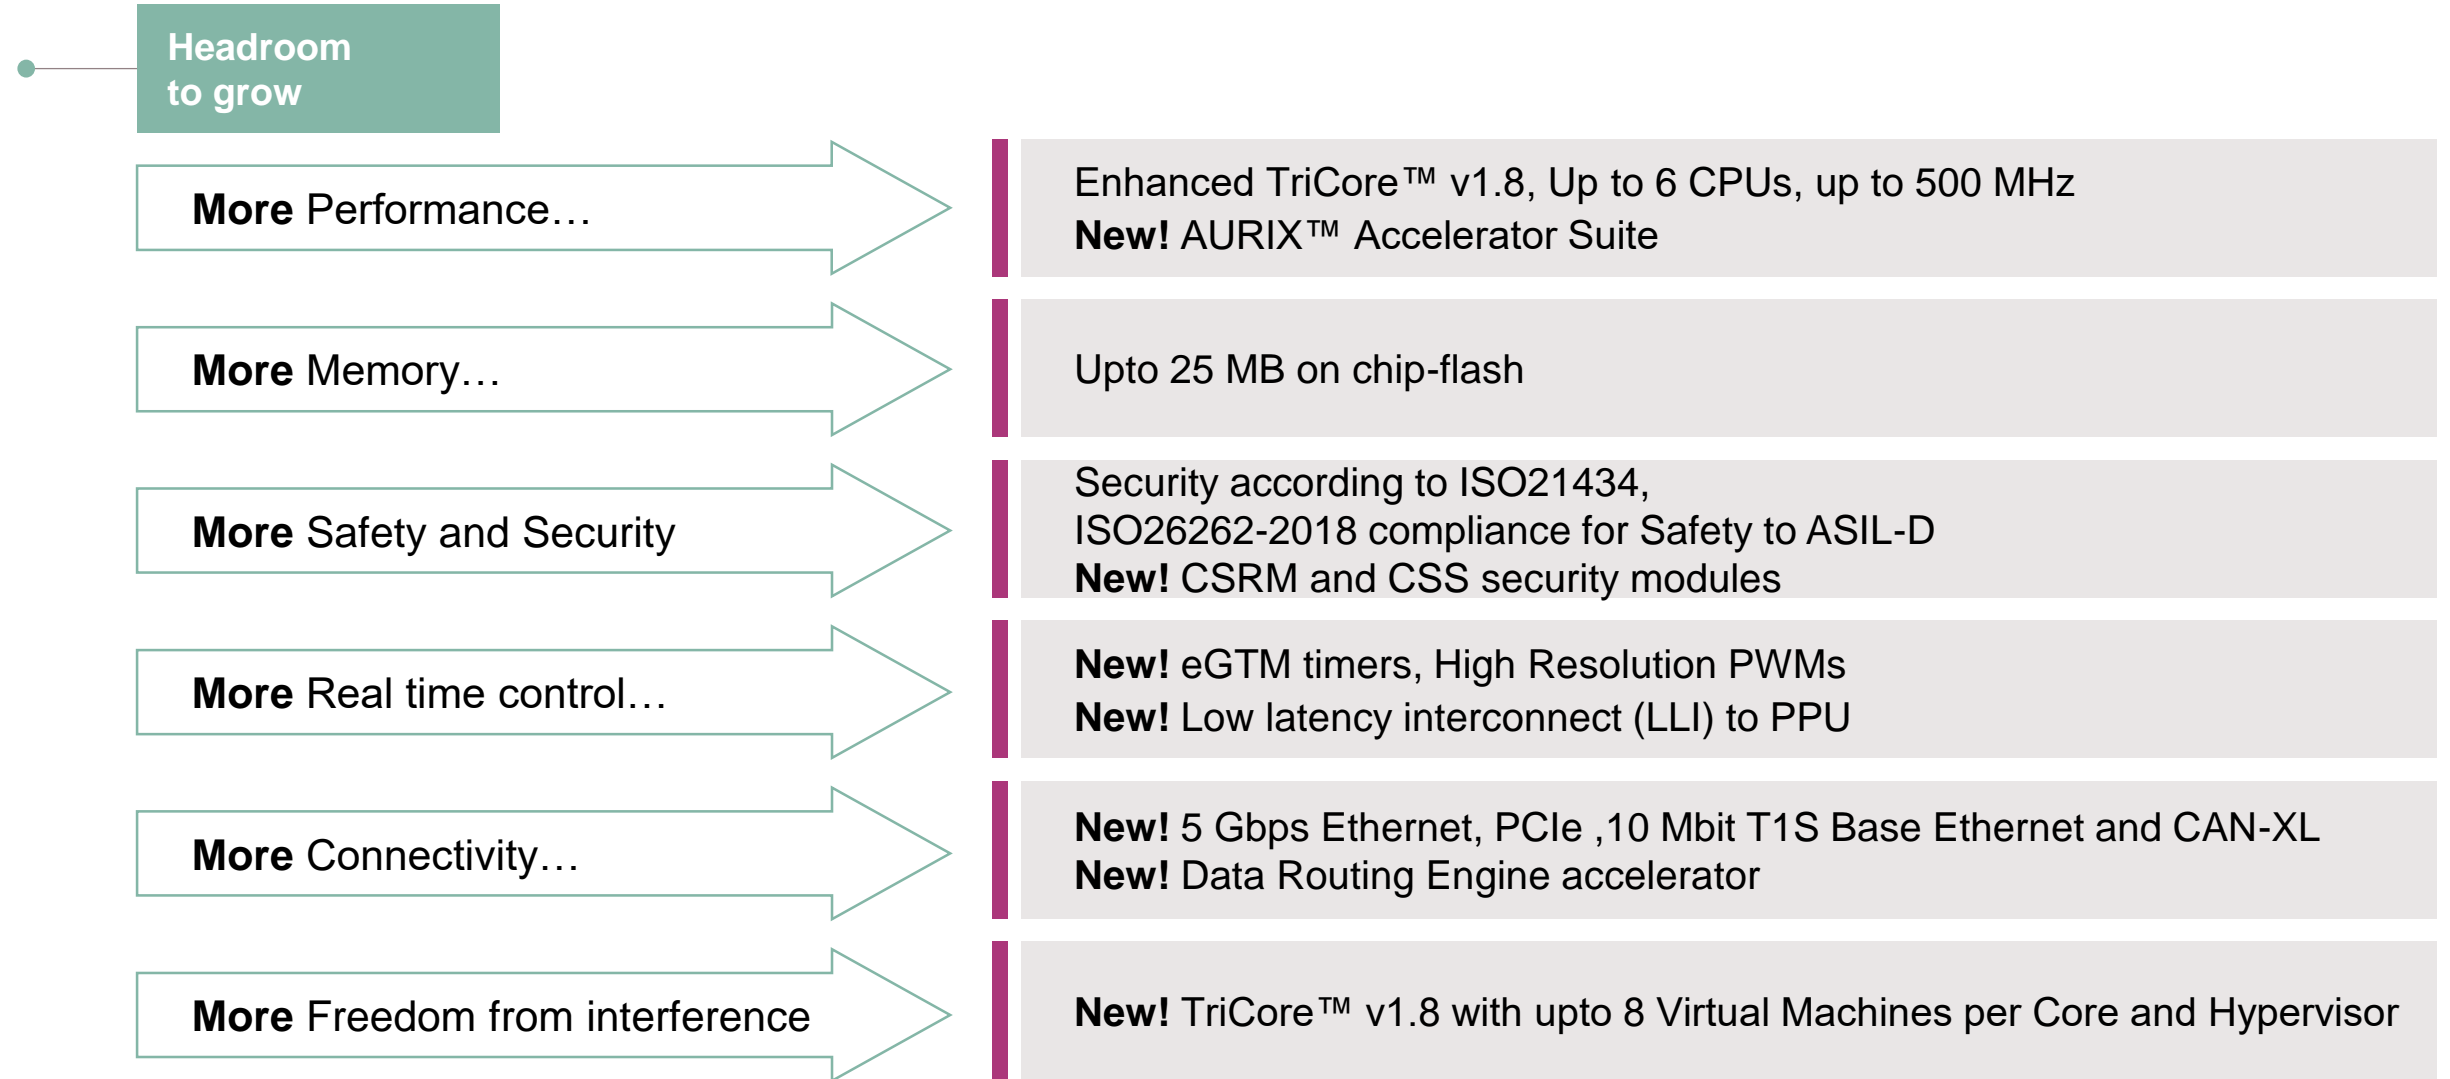 Headroom
to grow
More Performance…
Enhanced TriCore™ v1.8, Up to 6 CPUs, up to 500 MHz
New! AURIX™ Accelerator Suite
More Memory…
Upto 25 MB on chip-flash
More Safety and Security
Security according to ISO21434,
ISO26262-2018 compliance for Safety to ASIL-D
New! CSRM and CSS security modules
More Real time control…
New! eGTM timers, High Resolution PWMs
New! Low latency interconnect (LLI) to PPU
More Connectivity…
New! 5 Gbps Ethernet, PCIe ,10 Mbit T1S Base Ethernet and CAN-XL
New! Data Routing Engine accelerator
More Freedom from interference
New! TriCore™ v1.8 with upto 8 Virtual Machines per Core and Hypervisor